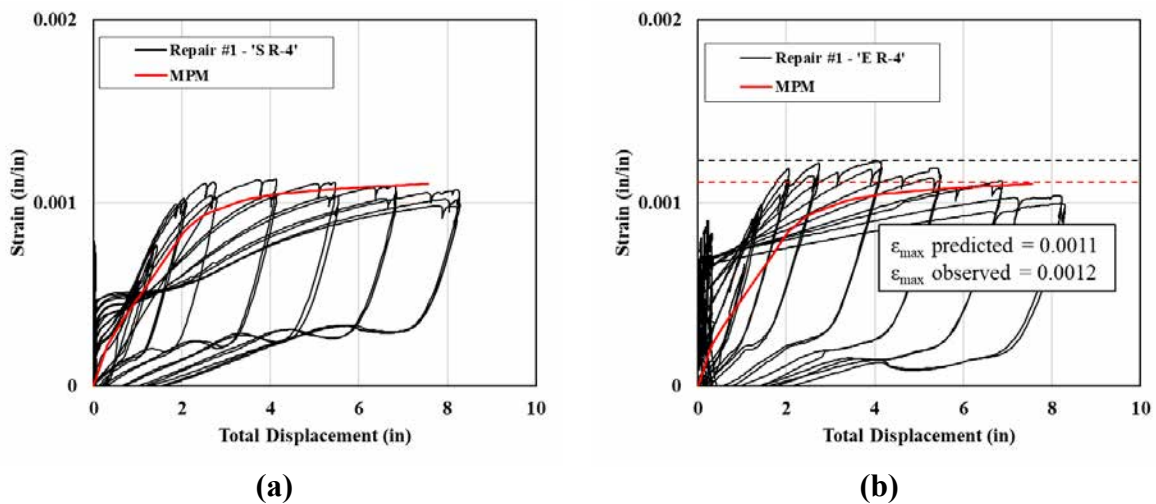 0.002
Repair #1 - 'S R-4'
MPM
0.001
0
0 2 4 6 8 10
Strain (in/in)
Total Displacement (in)
(a)
0.002
Repair #1 - 'E R-4'
MPM
0.001
εmax predicted = 0.0011
εmax observed = 0.0012
0
0 2 4 6 8 10
Strain (in/in)
Total Displacement (in)
(b)